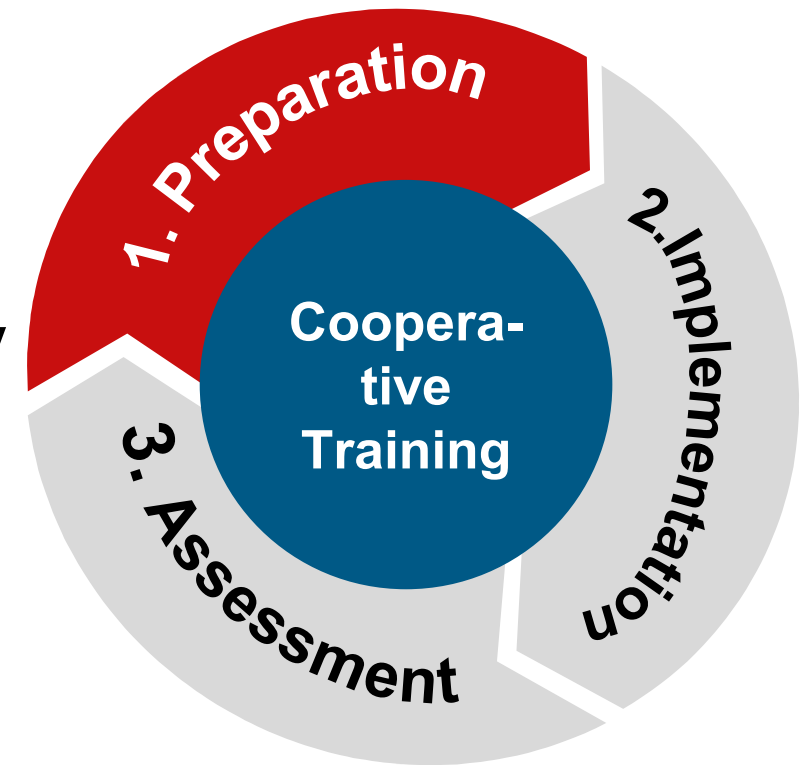 1. Preparation
2.Implementation
3. Assessment
Coopera-
tive
Training